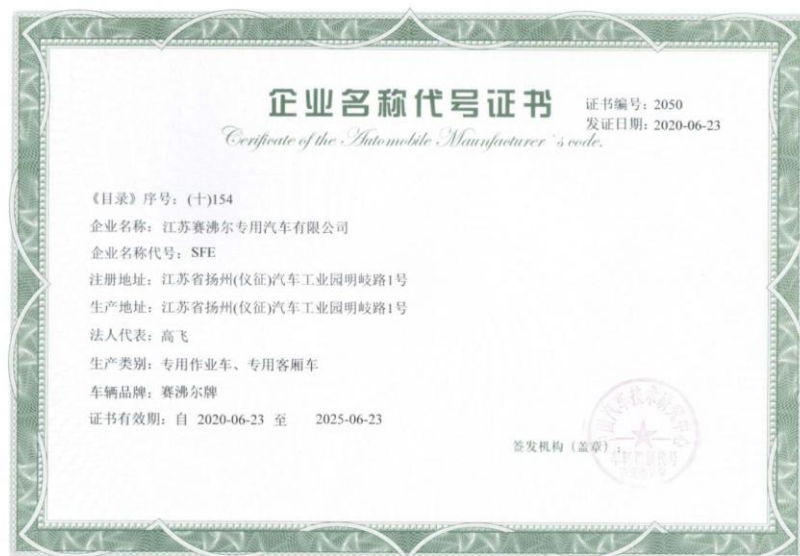 企业名称代号证书
Cerificate of the Automobile Maunfacturer's code.
证书编号：2050
发证日期：2020-06-23
《目录》序号：(十)154
企业名称：江苏赛沸尔专用汽车有限公司
企业名称代号：SFE
注册地址：江苏省扬州(仪征)汽车工业园明岐路1号
生产地址：江苏省扬州(仪征)汽车工业园明岐路1号
法人代表：高飞
生产类别：专用作业车、专用客厢车
车辆品牌：赛沸尔牌
证书有效期：自 2020-06-23 至 2025-06-23
签发机构（盖章）：